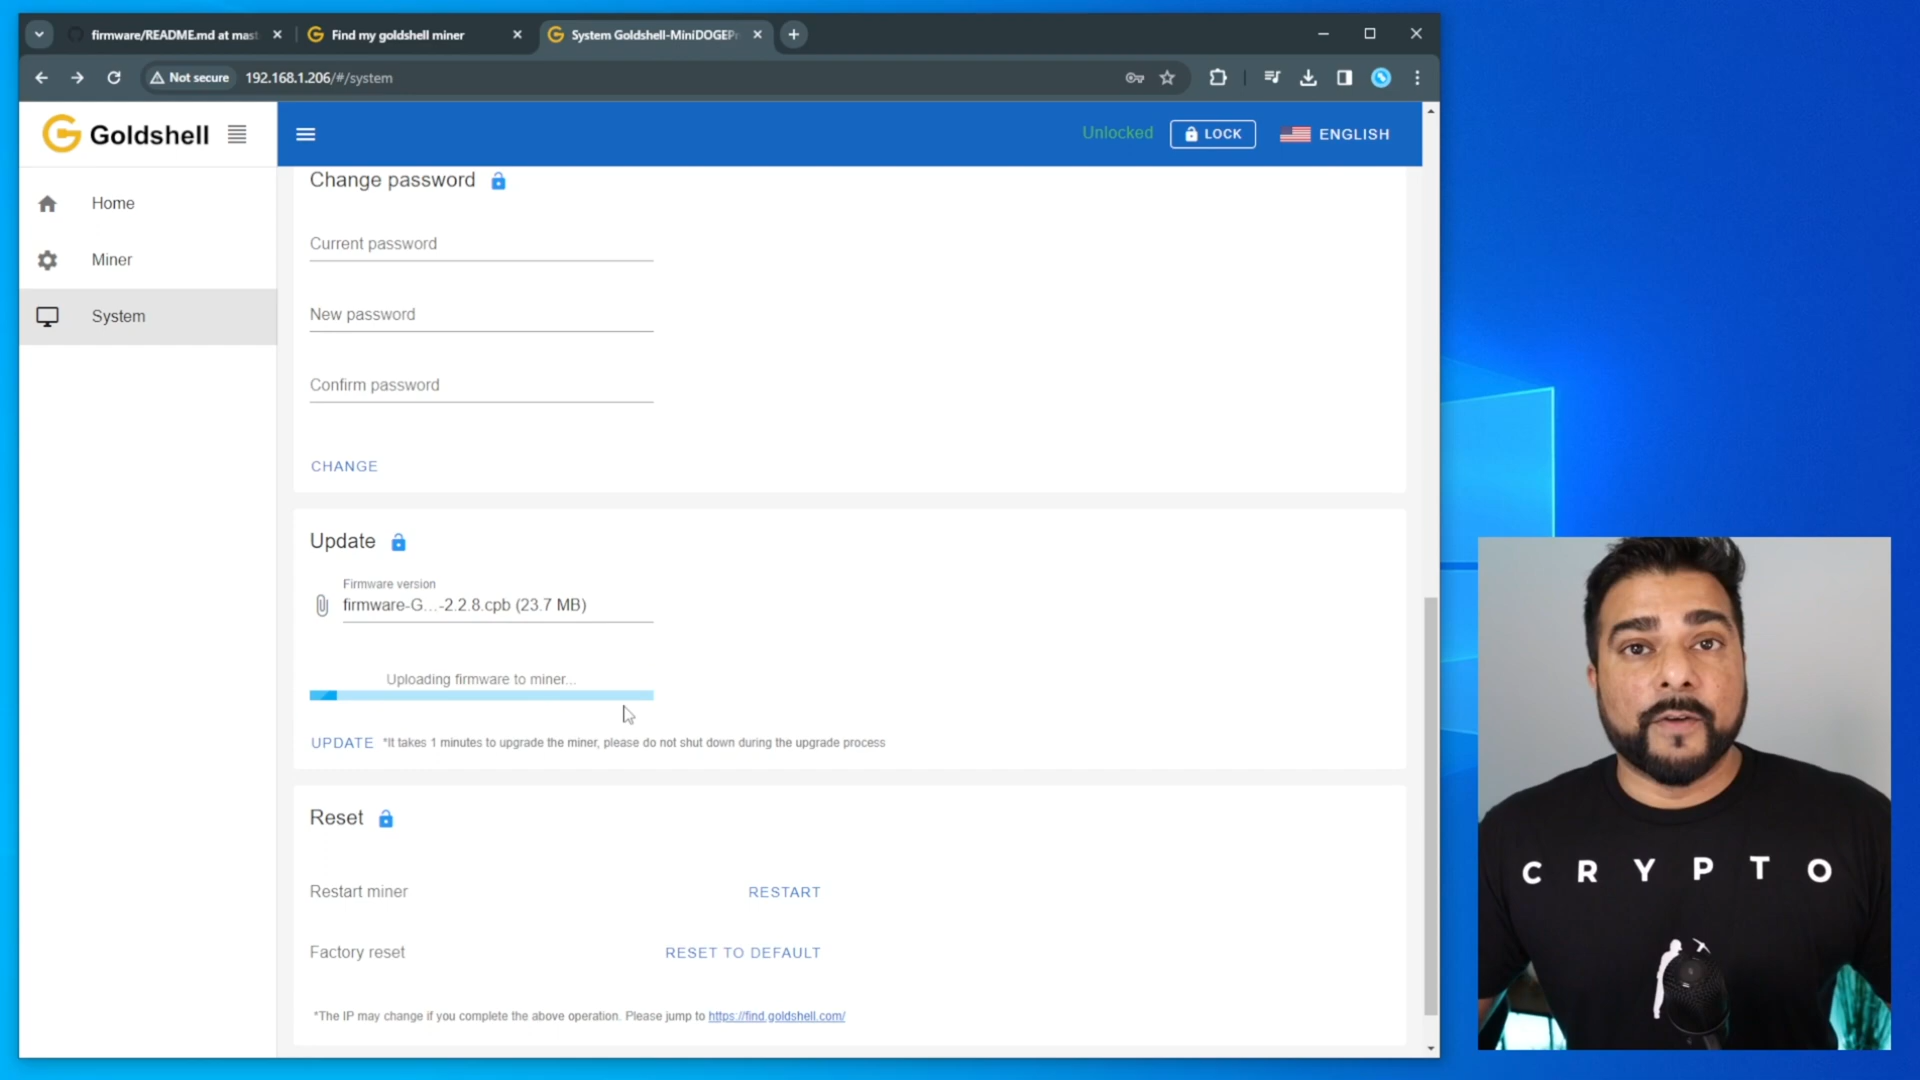 firmware/README.md at mast
Find my goldshell miner
System Goldshell-MiniDOGEPr
Not secure
192.168.1.206/#/system
Goldshell
Unlocked
LOCK
ENGLISH
Home
Miner
System
Change password
Current password
New password
Confirm password
CHANGE
Update
Firmware version
firmware-G...-2.2.8.cpb (23.7 MB)
Uploading firmware to miner...
UPDATE *It takes 1 minutes to upgrade the miner, please do not shut down during the upgrade process
Reset
Restart miner
RESTART
Factory reset
RESET TO DEFAULT
*The IP may change if you complete the above operation. Please jump to https://find.goldshell.com/
CRYPTO